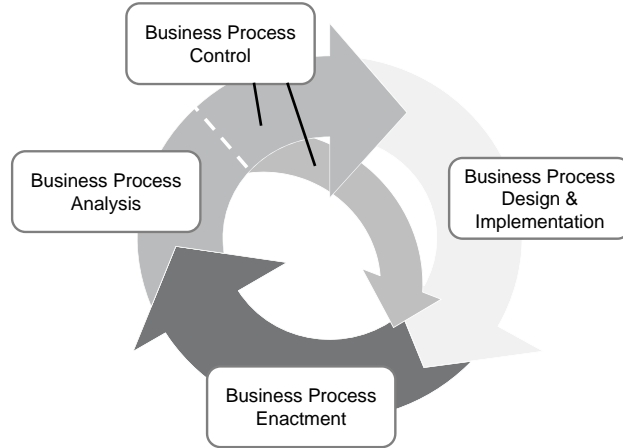 Business Process
Control
Business Process
Analysis
Business Process
Design &
Implementation
Business Process
Enactment